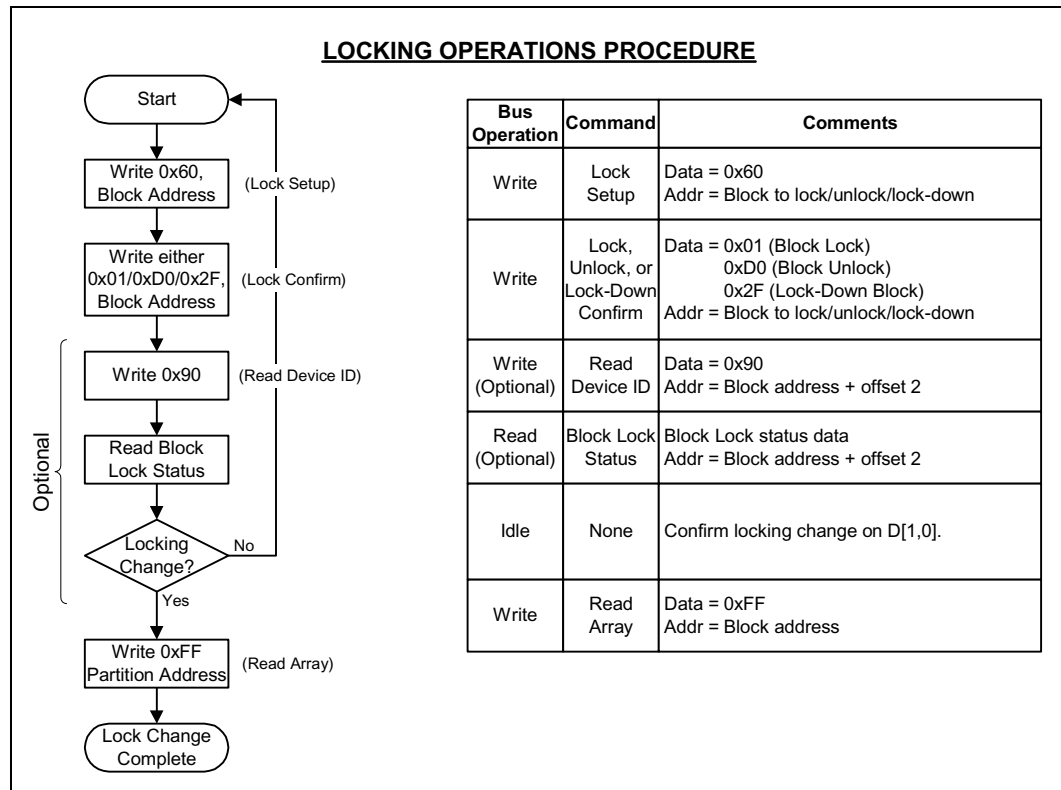 LOCKING OPERATIONS PROCEDURE
Start
Write 0x60,
Block Address
(Lock Setup)
Write either
0x01/0xD0/0x2F,
Block Address
(Lock Confirm)
Optional
Write 0x90
(Read Device ID)
Read Block
Lock Status
Locking
Change?
No
Yes
Write 0xFF
Partition Address
(Read Array)
Lock Change
Complete
Bus
Operation
Command
Comments
Write
Lock
Setup
Data = 0x60
Addr = Block to lock/unlock/lock-down
Write
Lock,
Unlock, or
Lock-Down
Confirm
Data = 0x01 (Block Lock)
0xD0 (Block Unlock)
0x2F (Lock-Down Block)
Addr = Block to lock/unlock/lock-down
Write
(Optional)
Read
Device ID
Data = 0x90
Addr = Block address + offset 2
Read
(Optional)
Block Lock
Status
Block Lock status data
Addr = Block address + offset 2
Idle
None
Confirm locking change on D[1,0].
Write
Read
Array
Data = 0xFF
Addr = Block address